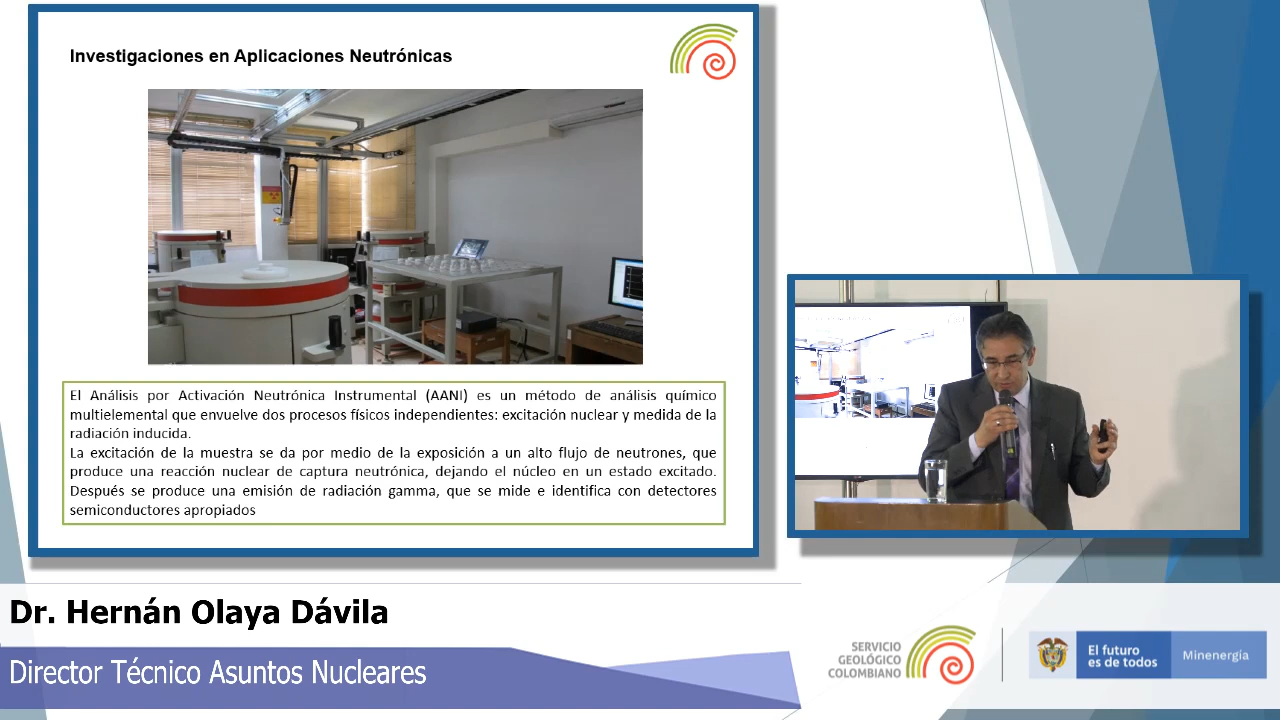 Investigaciones en Aplicaciones Neutrónicas
El Análisis por Activación Neutrónica Instrumental (AANI) es un método de análisis químico
multielemental que envuelve dos procesos físicos independientes: excitación nuclear y medida de la
radiación inducida.
La excitación de la muestra se da por medio de la exposición a un alto flujo de neutrones, que
produce una reacción nuclear de captura neutrónica, dejando el núcleo en un estado excitado.
Después se produce una emisión de radiación gamma, que se mide e identifica con detectores
semiconductores apropiados
Dr. Hernán Olaya Dávila
Director Técnico Asuntos Nucleares
SERVICIO
GEOLÓGICO
COLOMBIANO
El futuro
es de todos
Minenergía